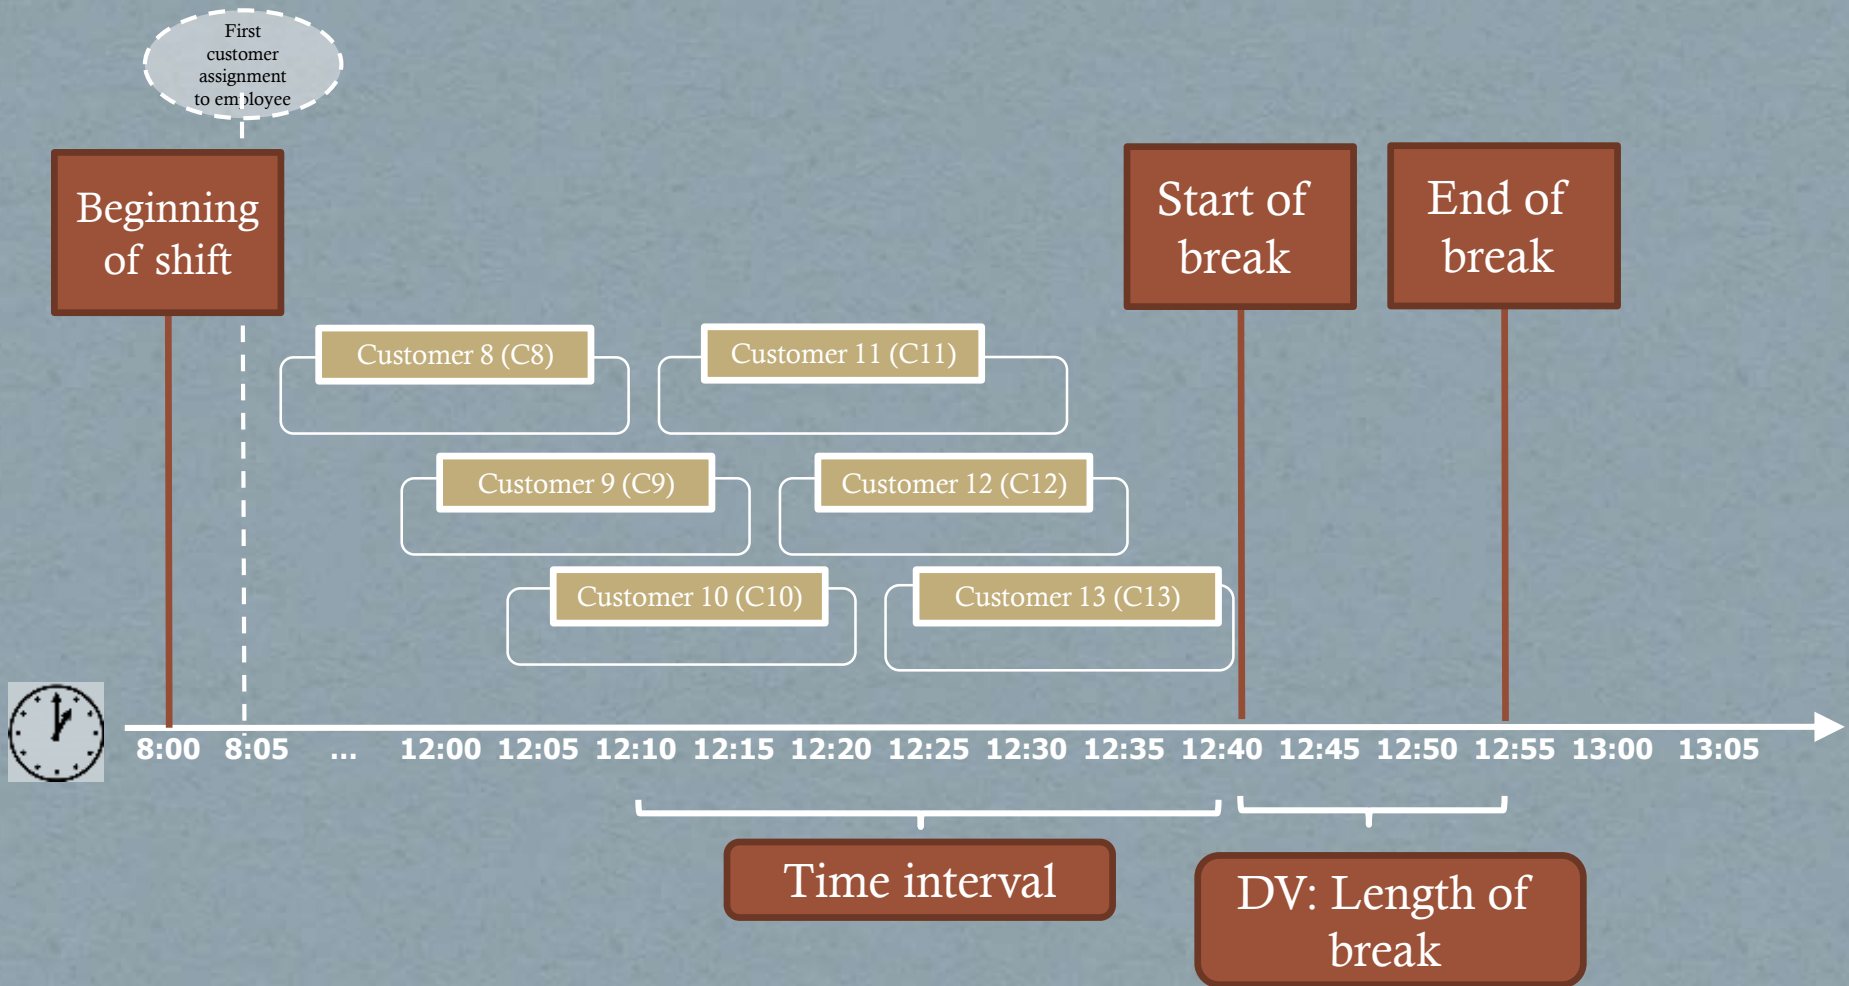 First
customer
assignment
to employee
Beginning
of shift
Start of
break
End of
break
Customer 8 (C8)
Customer 11 (C11)
Customer 9 (C9)
Customer 12 (C12)
Customer 10 (C10)
Customer 13 (C13)
8:00 8:05 ... 12:00 12:05 12:10 12:15 12:20 12:25 12:30 12:35 12:40 12:45 12:50 12:55 13:00 13:05
Time interval
DV: Length of
break